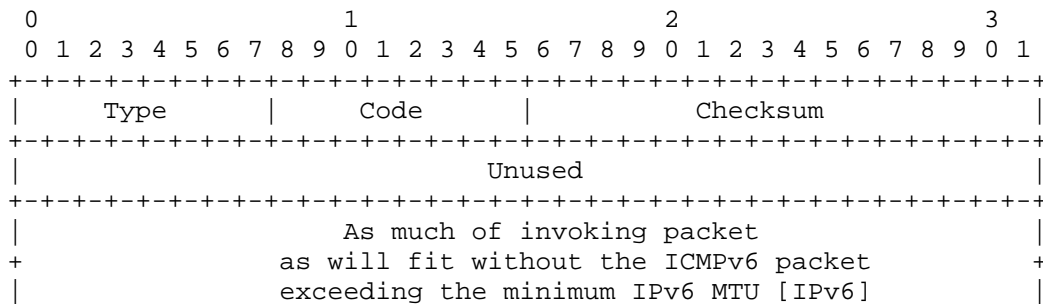 0                   1                   2                   3
 0 1 2 3 4 5 6 7 8 9 0 1 2 3 4 5 6 7 8 9 0 1 2 3 4 5 6 7 8 9 0 1
+-+-+-+-+-+-+-+-+-+-+-+-+-+-+-+-+-+-+-+-+-+-+-+-+-+-+-+-+-+-+-+-+
|     Type      |     Code      |          Checksum             |
+-+-+-+-+-+-+-+-+-+-+-+-+-+-+-+-+-+-+-+-+-+-+-+-+-+-+-+-+-+-+-+-+
|                             Unused                            |
+-+-+-+-+-+-+-+-+-+-+-+-+-+-+-+-+-+-+-+-+-+-+-+-+-+-+-+-+-+-+-+-+
|                    As much of invoking packet                 |
+                as will fit without the ICMPv6 packet          +
|                exceeding the minimum IPv6 MTU [IPv6]          |